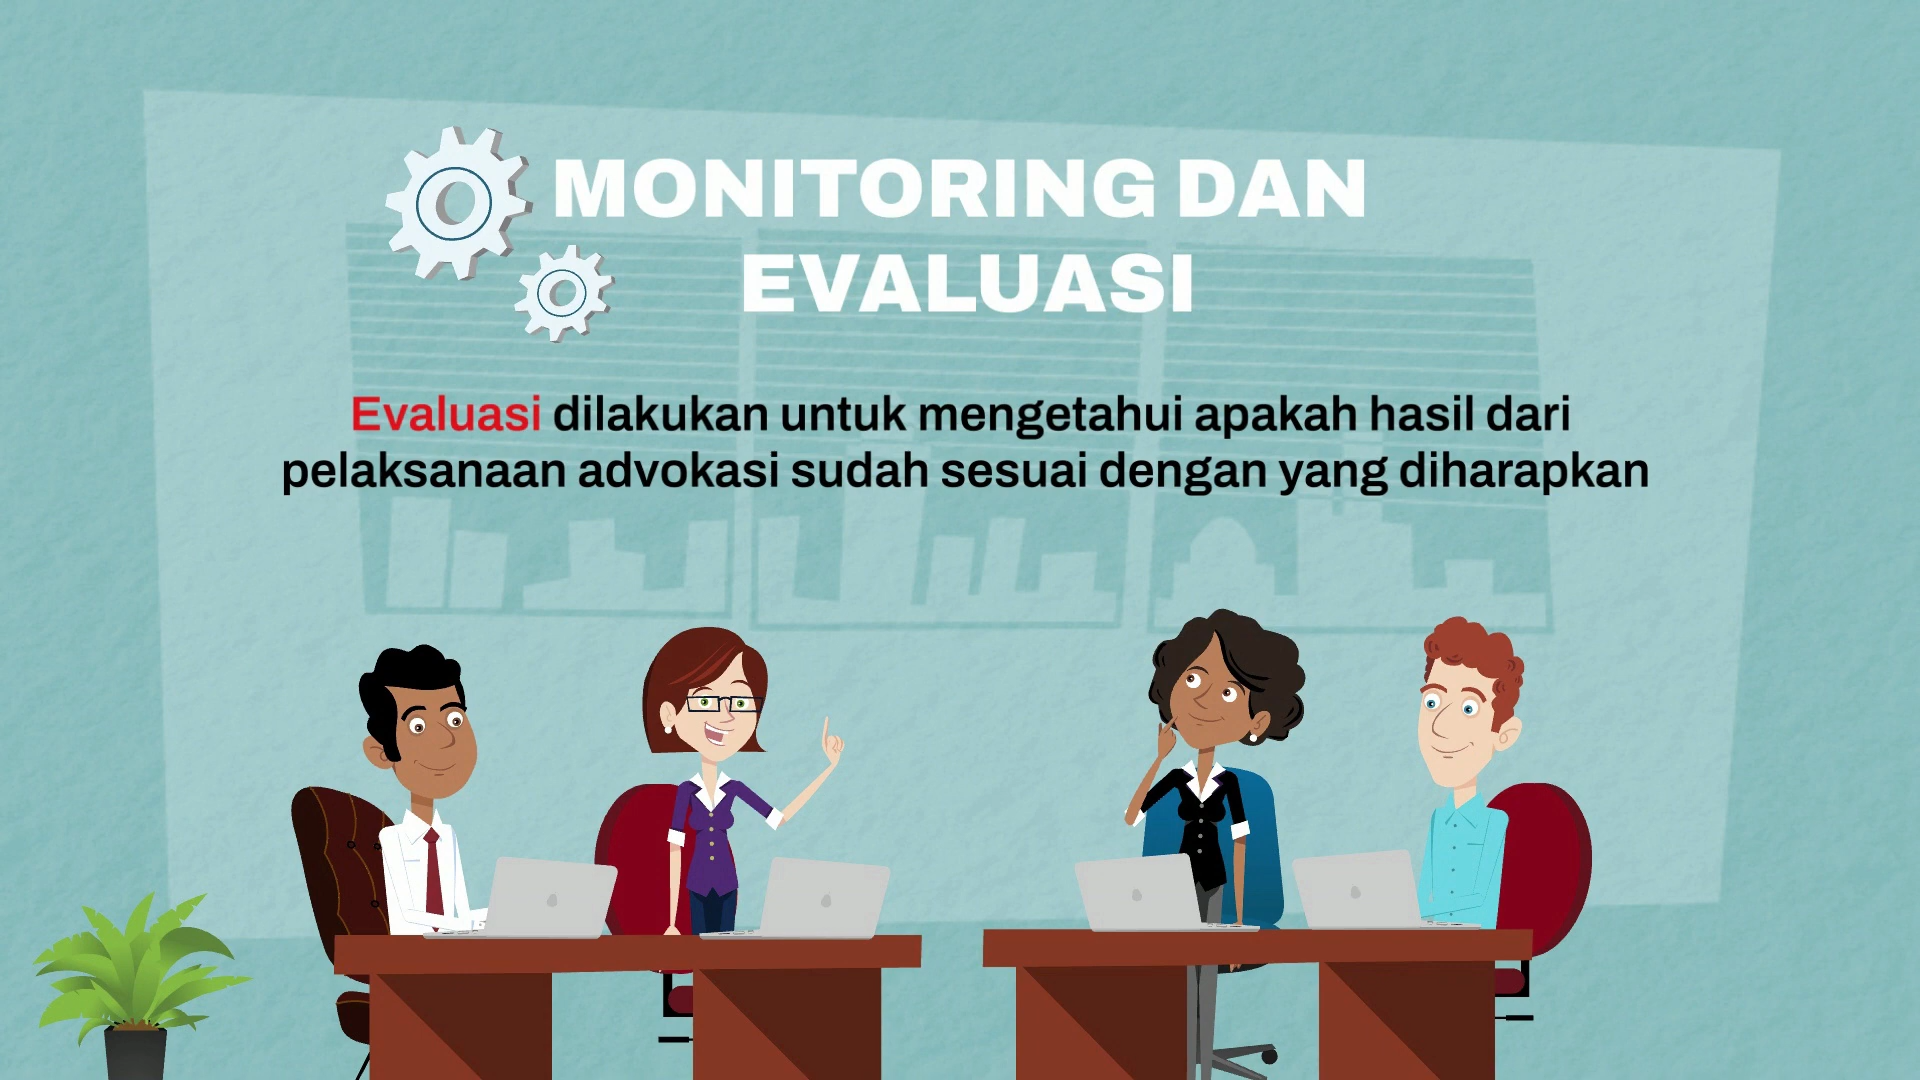 MONITORING DAN
EVALUASI
Evaluasi dilakukan untuk mengetahui apakah hasil dari
pelaksanaan advokasi sudah sesuai dengan yang diharapkan